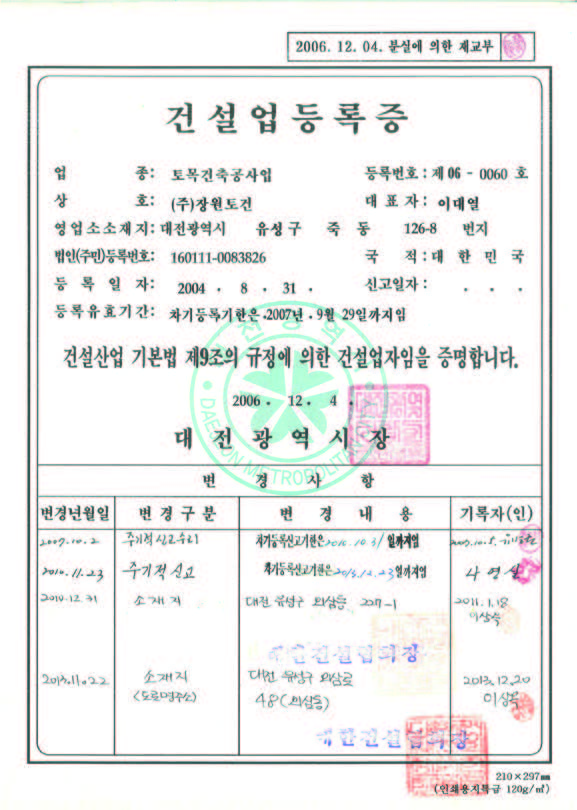 2006. 12. 04. 분실에 의한 재교부
건설업등록증
업 종: 토목건축공사업 등록번호: 제 06 - 0060 호
상 호: (주)장원토건 대 표 자: 이대열
영업소소재지: 대전광역시 유성구 죽 동 126-8 번지
법인(주민)등록번호: 160111-0083826 국 적: 대 한 민 국
등 록 일 자: 2004 . 8 . 31 . 신고일자: . . .
등록유효기간: 차기등록기한은 .2007년 . 9월 29일까지임
건설산업 기본법 제9조의 규정에 의한 건설업자임을 증명합니다.
2006 . 12 . 4 .
대 전 광 역 시 장
변 경 사 항
변경년월일 변 경 구 분 변 경 내 용 기록자(인)
2007.10.2 주기적신고수리 차기등록신고기한은 2010.10.31 일까지임 2007.10.8.
2010.11.23 주기적신고 차기등록신고기한은 2013.12.23 일까지임
2010.12.31 소재지 대전 유성구 외삼동 207-1 2011.1.18
이상숙
대한건설협회장
2013.11.22 소재지 대전 유성구 외삼로 2013.12.20
(도로명주소) 48(외삼동)
대한건설협회장
210×297㎜
(인쇄용지특급 120g/㎡)